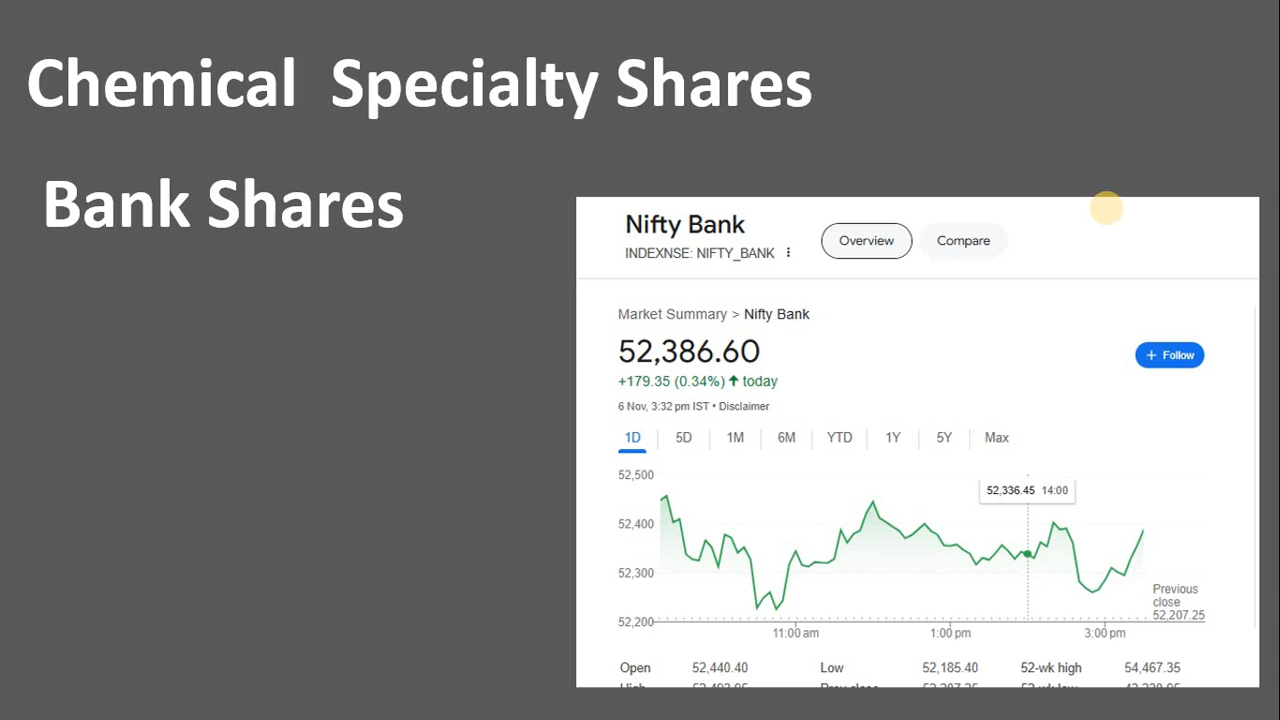 Chemical Specialty Shares
Bank Shares
Nifty Bank
INDEXNSE: NIFTY_BANK
Overview
Compare
Market Summary > Nifty Bank
52,386.60
+ Follow
+179.35 (0.34%) ↑ today
6 Nov, 3:32 pm IST • Disclaimer
1D 5D 1M 6M YTD 1Y 5Y Max
52,500
52,336.45 14:00
52,400
52,300
Previous
close
52,207.25
52,200
11:00 am 1:00 pm 3:00 pm
Open 52,440.40 Low 52,185.40 52-wk high 54,467.35